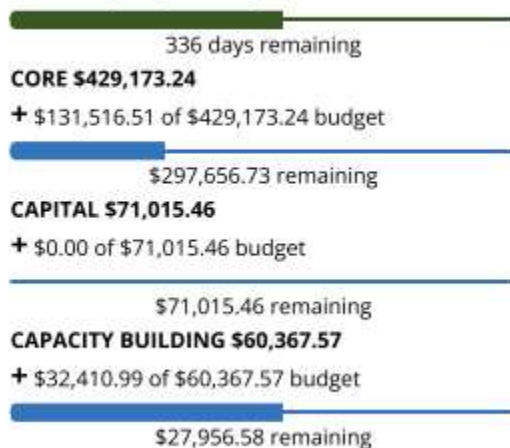 336 days remaining
CORE $429,173.24
+ $131,516.51 of $429,173.24 budget
$297,656.73 remaining
CAPITAL $71,015.46
+ $0.00 of $71,015.46 budget
$71,015.46 remaining
CAPACITY BUILDING $60,367.57
+ $32,410.99 of $60,367.57 budget
$27,956.58 remaining